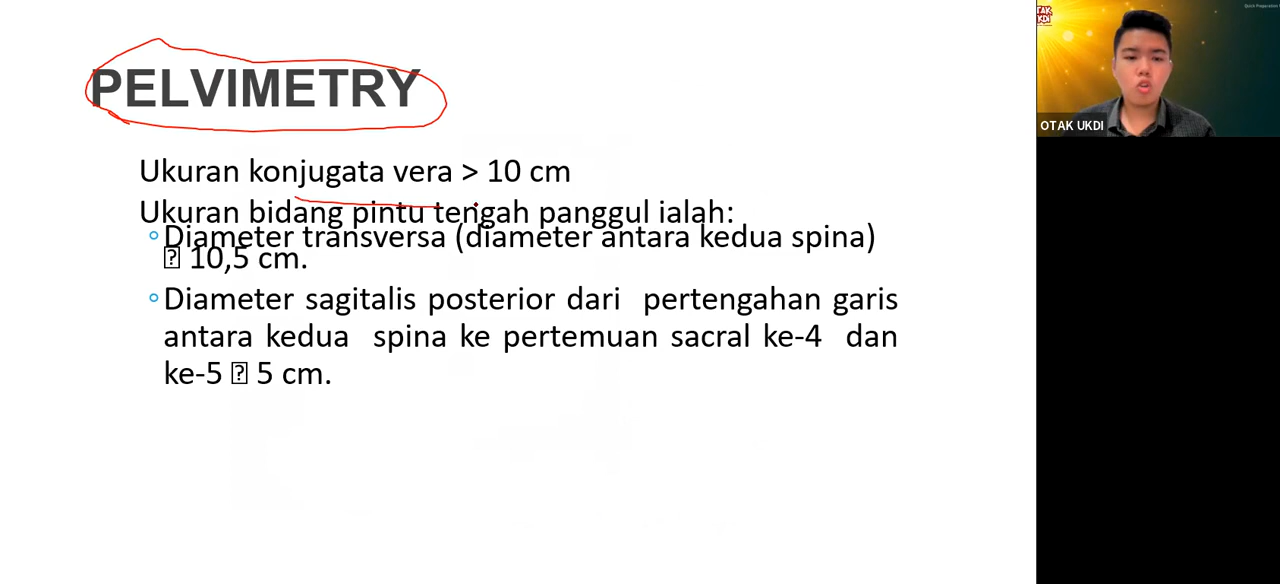 PELVIMETRY
Ukuran konjugata vera > 10 cm
Ukuran bidang pintu tengah panggul ialah:
Diameter transversa (diameter antara kedua spina)
10,5 cm.
Diameter sagitalis posterior dari pertengahan garis
antara kedua spina ke pertemuan sacral ke-4 dan
ke-5 5 cm.
OTAK UKDI